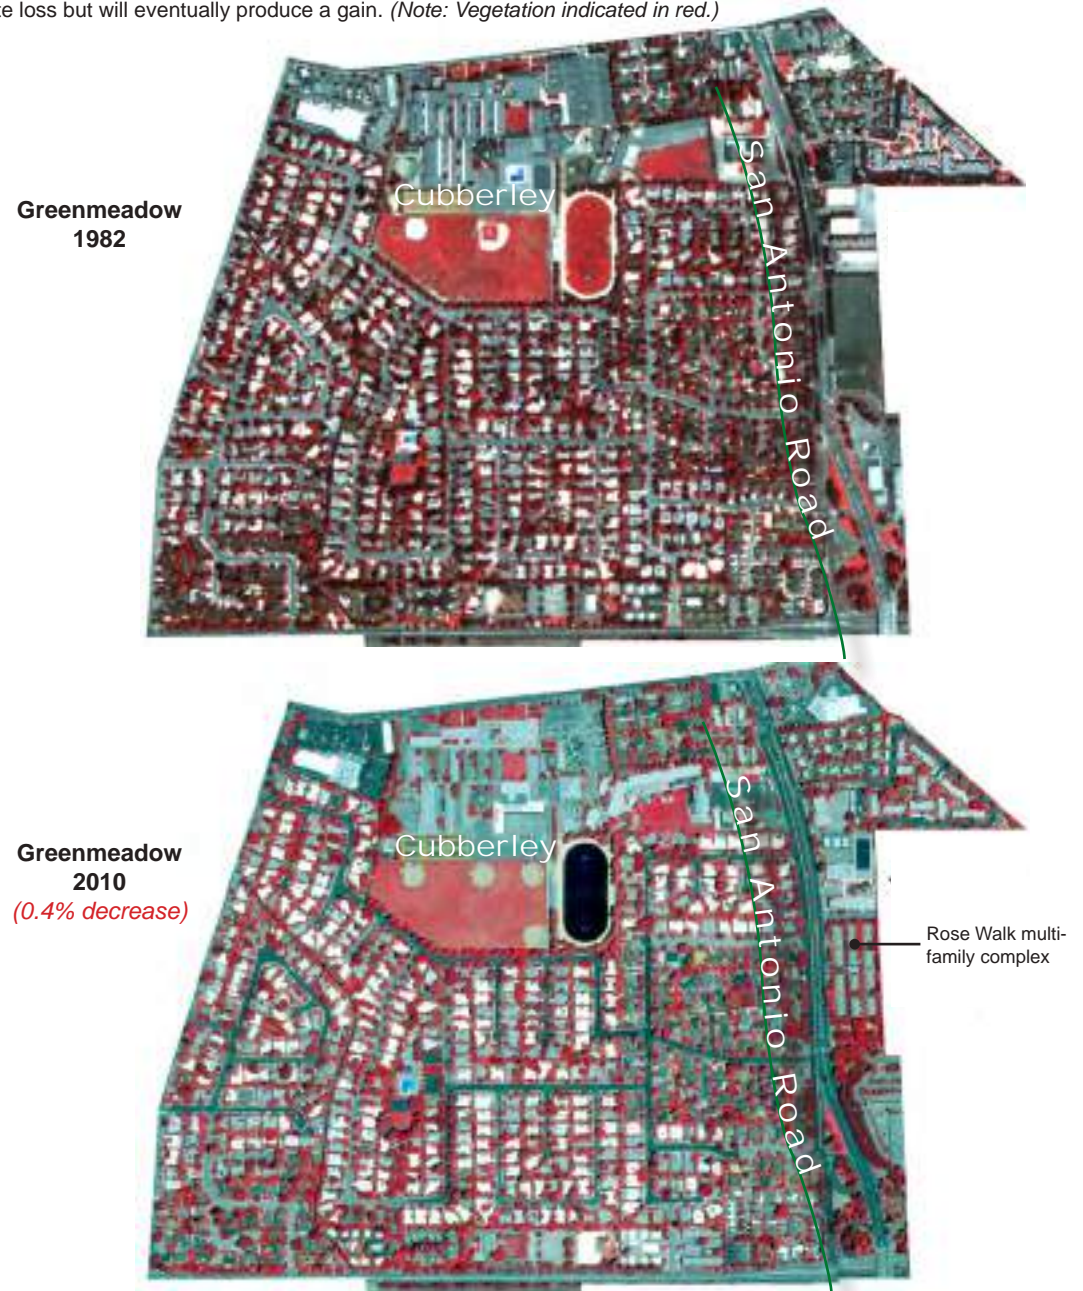 te loss but will eventually produce a gain. (Note: Vegetation indicated in red.)
Greenmeadow
1982
Cubberley
San Antonio Road
Greenmeadow
2010
(0.4% decrease)
Cubberley
San Antonio Road
Rose Walk multi-
family complex